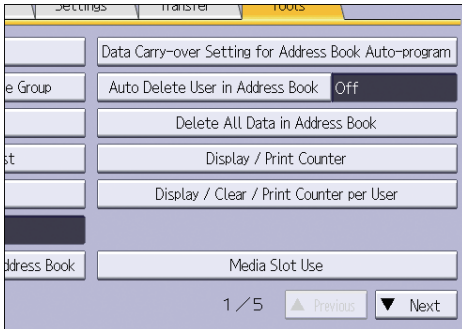 Settings Transfer Tools
Data Carry-over Setting for Address Book Auto-program
e Group Auto Delete User in Address Book Off
Delete All Data in Address Book
st Display / Print Counter
Display / Clear / Print Counter per User
ddress Book Media Slot Use
1/5 ▲ Previous ▼ Next